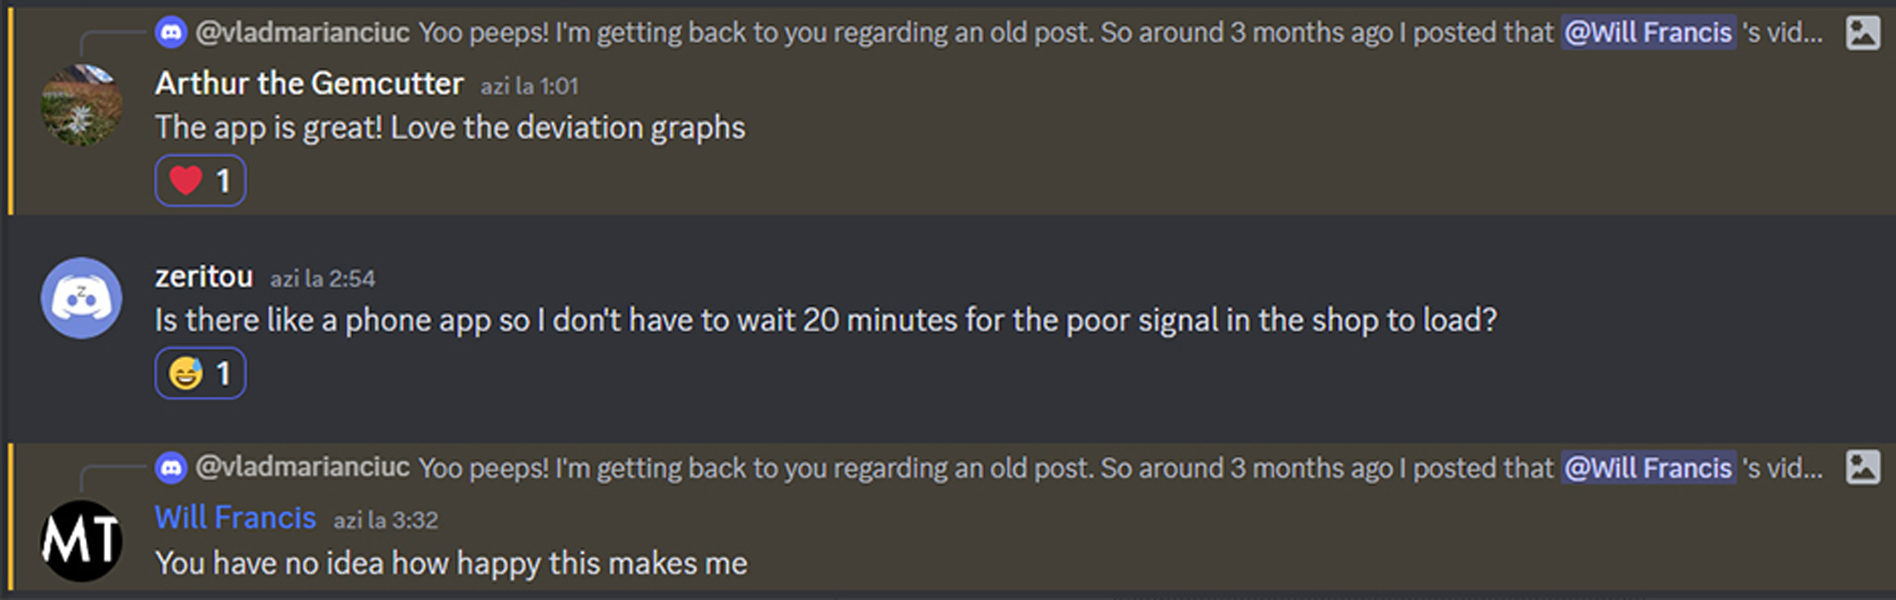 @vladmarianciuc Yoo peeps! I'm getting back to you regarding an old post. So around 3 months ago I posted that @Will Francis 's vid...
Arthur the Gemcutter azi la 1:01
The app is great! Love the deviation graphs
1
zeritou azi la 2:54
Is there like a phone app so I don't have to wait 20 minutes for the poor signal in the shop to load?
1
@vladmarianciuc Yoo peeps! I'm getting back to you regarding an old post. So around 3 months ago I posted that @Will Francis 's vid...
MT
Will Francis azi la 3:32
You have no idea how happy this makes me